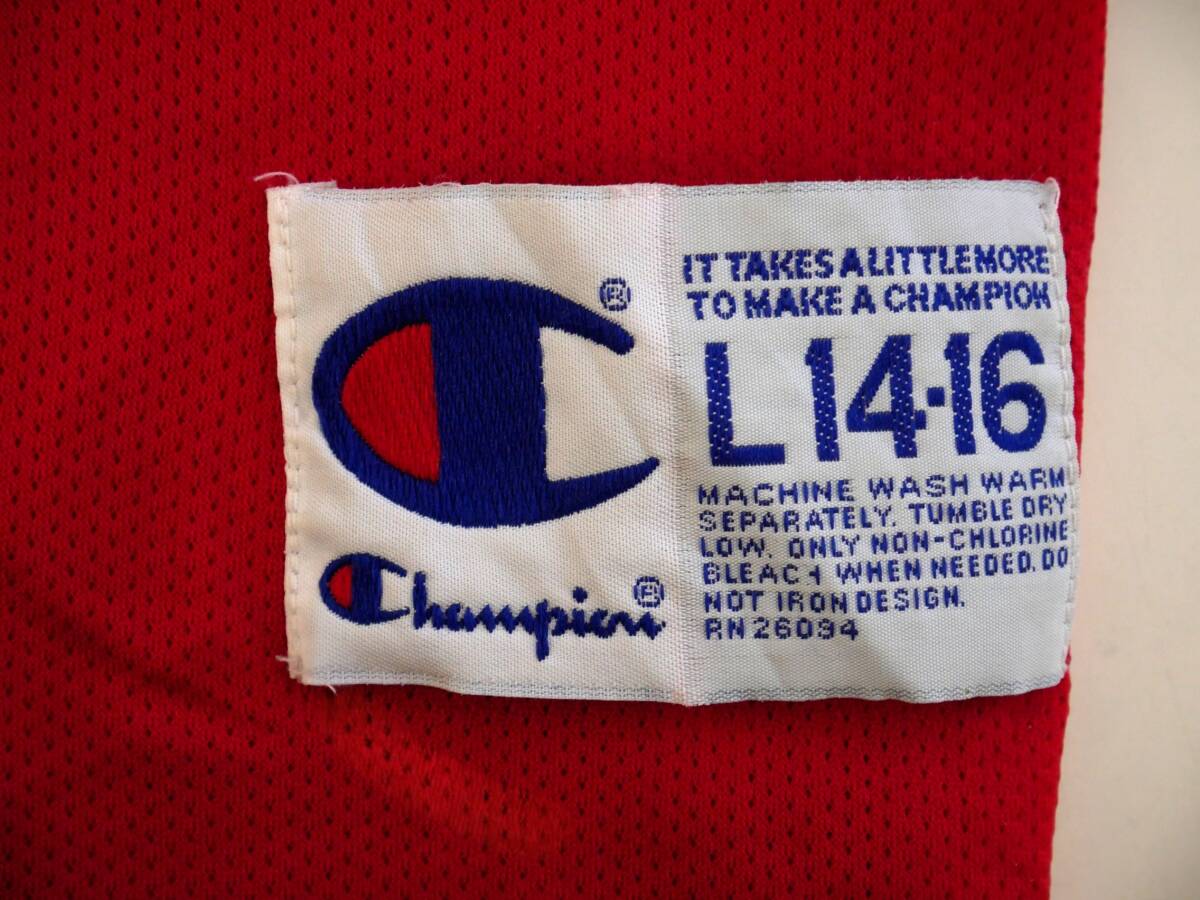 ®
Champion®
IT TAKES A LITTLE MORE
TO MAKE A CHAMPION
L 14-16
MACHINE WASH WARM
SEPARATELY. TUMBLE DRY
LOW. ONLY NON-CHLORINE
BLEACH WHEN NEEDED. DO
NOT IRON DESIGN.
RN 26094